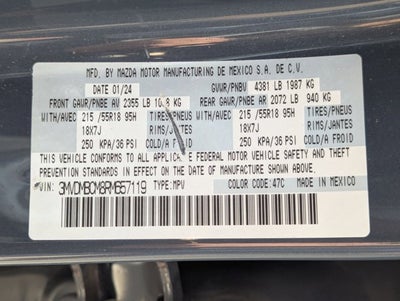 MFD. BY MAZDA MOTOR MANUFACTURING DE MEXICO S.A. DE C.V.
DATE 01/24 GVWR/PNBV 4381 LB 1987 KG
FRONT GAWR/PNBE AV 2355 LB KG REAR GAWR/PNBE AR 2072 LB 940 KG
WITH/AVEC 215 /55R18 95H TIRES/PNEUS WITH/AVEC 215 /55R18 95H TIRES/PNEUS
18X7J RIMS/JANTES 18X7J RIMS/JANTES
250 KPA/36 PSI COLD/A FROID 250 KPA/36 PSI COLD/A FROID
THIS VEHICLE CONFORMS TO ALL APPLICABLE FEDERAL MOTOR VEHICLE SAFETY AND THEFT
PREVENTION STANDARDS IN EFFECT ON THE DATE OF MANUFACTURE SHOWN ABOVE.
VIN: 3MVDMBCM8RM657119 TYPE: MPV COLOR CODE: 47C MADE IN MEXICO